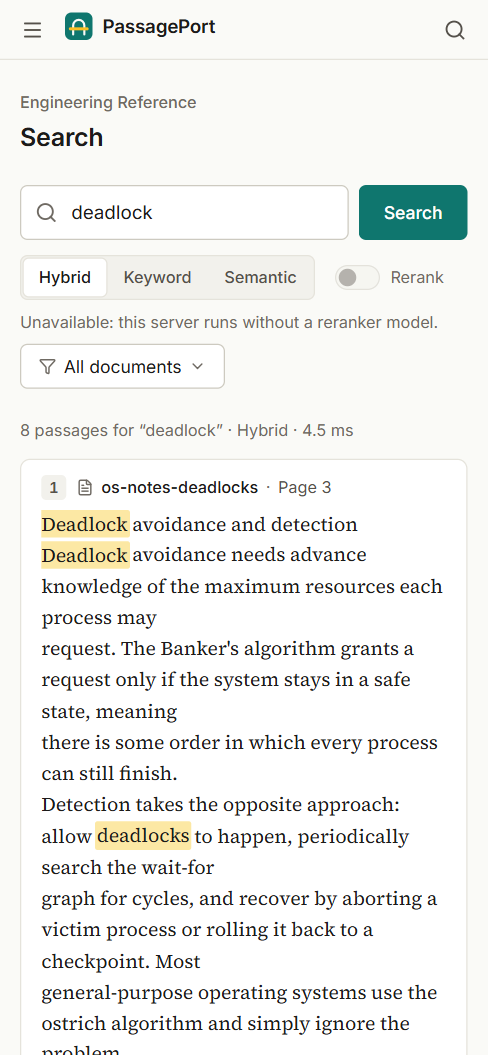 PassagePort
Engineering Reference
Search
deadlock
Search
Hybrid
Keyword
Semantic
Rerank
Unavailable: this server runs without a reranker model.
All documents
8 passages for “deadlock” · Hybrid · 4.5 ms
1 os-notes-deadlocks · Page 3
Deadlock avoidance and detection
Deadlock avoidance needs advance
knowledge of the maximum resources each
process may
request. The Banker's algorithm grants a
request only if the system stays in a safe
state, meaning
there is some order in which every process
can still finish.
Detection takes the opposite approach:
allow deadlocks to happen, periodically
search the wait-for
graph for cycles, and recover by aborting a
victim process or rolling it back to a
checkpoint. Most
general-purpose operating systems use the
ostrich algorithm and simply ignore the
problem